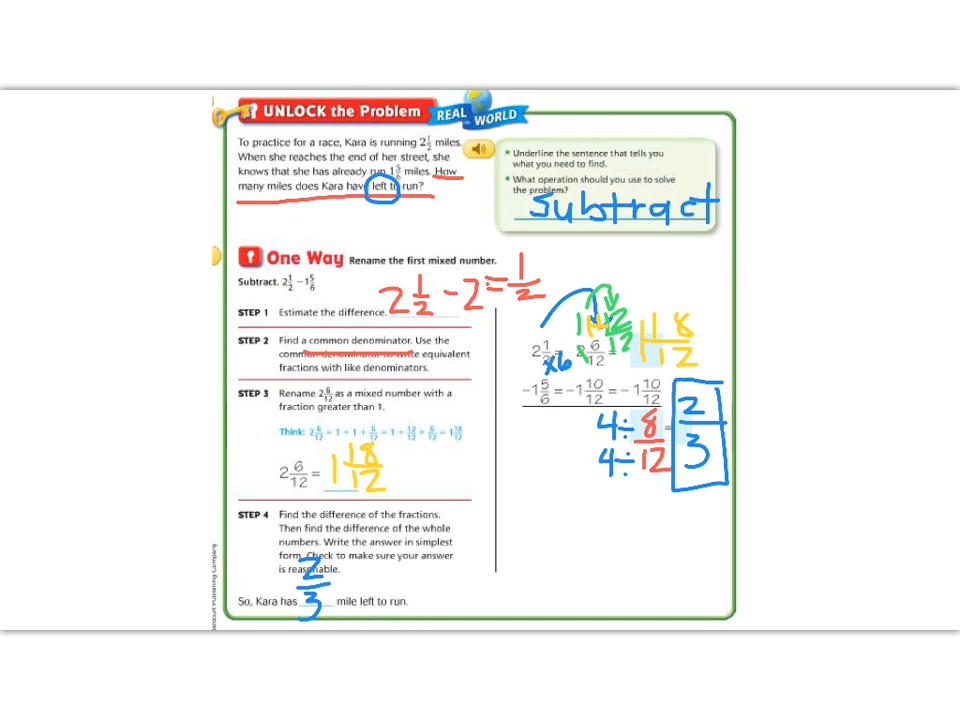 UNLOCK the Problem REAL WORLD
To practice for a race, Kara is running 2 1/2 miles.
When she reaches the end of her street, she
knows that she has already run 1 5/6 miles. How
many miles does Kara have left to run?
• Underline the sentence that tells you
what you need to find.
• What operation should you use to solve
the problem?
subtract
One Way Rename the first mixed number.
Subtract. 2 1/2 − 1 5/6
2 1/2 - 2 = 1/2
STEP 1 Estimate the difference.
STEP 2 Find a common denominator. Use the
common denominator to write equivalent
fractions with like denominators.
STEP 3 Rename 2 6/12 as a mixed number with a
fraction greater than 1.
Think: 2 6/12 = 1 + 1 + 6/12 = 1 + 12/12 + 6/12 = 1 18/12
2 6/12 = 1 18/12
STEP 4 Find the difference of the fractions.
Then find the difference of the whole
numbers. Write the answer in simplest
form. Check to make sure your answer
is reasonable.
So, Kara has 2/3 mile left to run.
1 12/12
2 1/2 = 2 6/12 = 1 18/12
×6
−1 5/6 = −1 10/12 = −1 10/12
4÷ 8/12 = 2/3
4÷
Harcourt Publishing Company